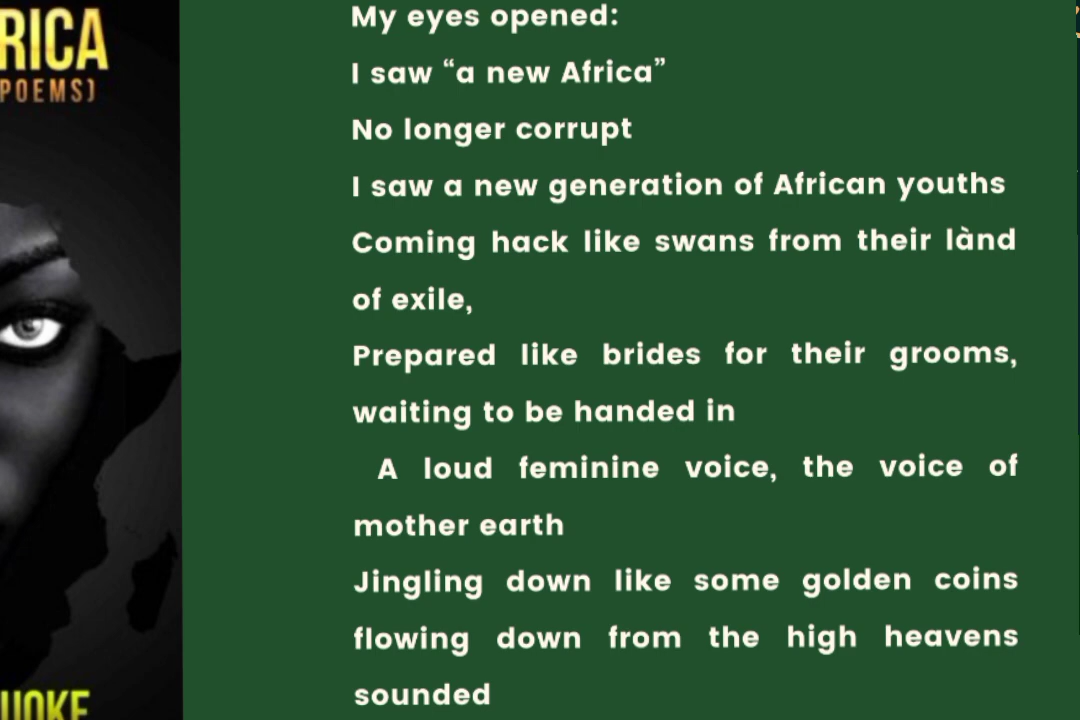 RICA
POEMS)
My eyes opened:
I saw “a new Africa”
No longer corrupt
I saw a new generation of African youths
Coming hack like swans from their lànd
of exile,
Prepared like brides for their grooms,
waiting to be handed in
A loud feminine voice, the voice of
mother earth
Jingling down like some golden coins
flowing down from the high heavens
sounded
UOKE